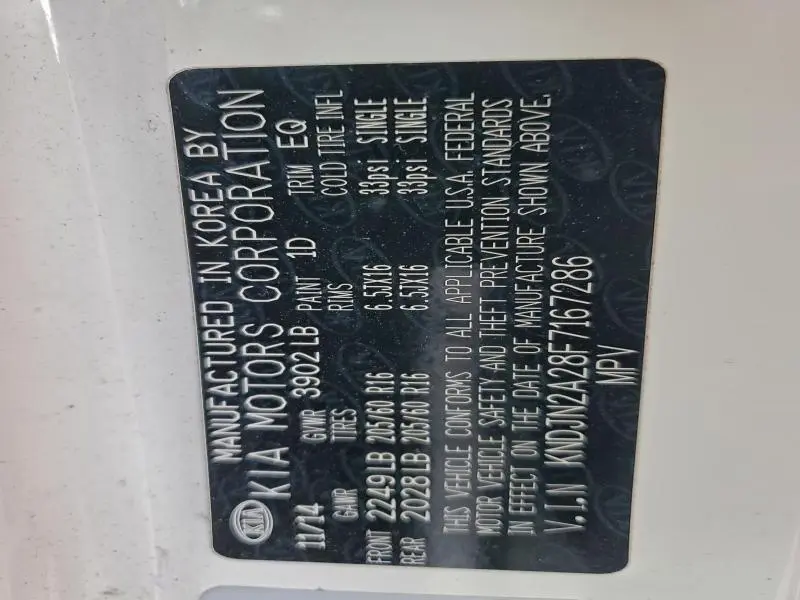 MANUFACTURED IN KOREA BY
KIA KIA MOTORS CORPORATION
11/14 GVWR 3902LB PAINT 1D TRIM EQ
GAWR TIRES RIMS COLD TIRE INFL
FRONT 2249LB 205/60 R16 6.5JX16 33psi SINGLE
REAR 2028LB 205/60 R16 6.5JX16 33psi SINGLE
THIS VEHICLE CONFORMS TO ALL APPLICABLE U.S.A. FEDERAL
MOTOR VEHICLE SAFETY AND THEFT PREVENTION STANDARDS
IN EFFECT ON THE DATE OF MANUFACTURE SHOWN ABOVE.
V.I.N KNDJN2A28F7167286
MPV